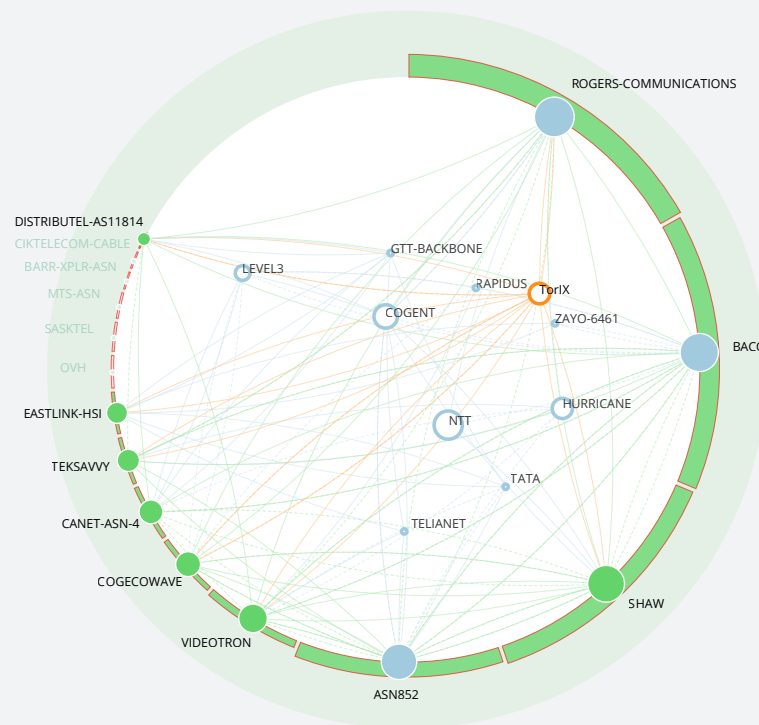 ROGERS-COMMUNICATIONS
DISTRIBUTEL-AS11814
CIKTELECOM-CABLE
GTT-BACKBONE
BARR-XPLR-ASN
LEVEL3
MTS-ASN
RAPIDUS
TorIX
COGENT
ZAYO-6461
SASKTEL
BACO
OVH
EASTLINK-HSI
HURRICANE
NTT
TEKSAVVY
TATA
CANET-ASN-4
TELIANET
COGECOWAVE
SHAW
VIDEOTRON
ASN852